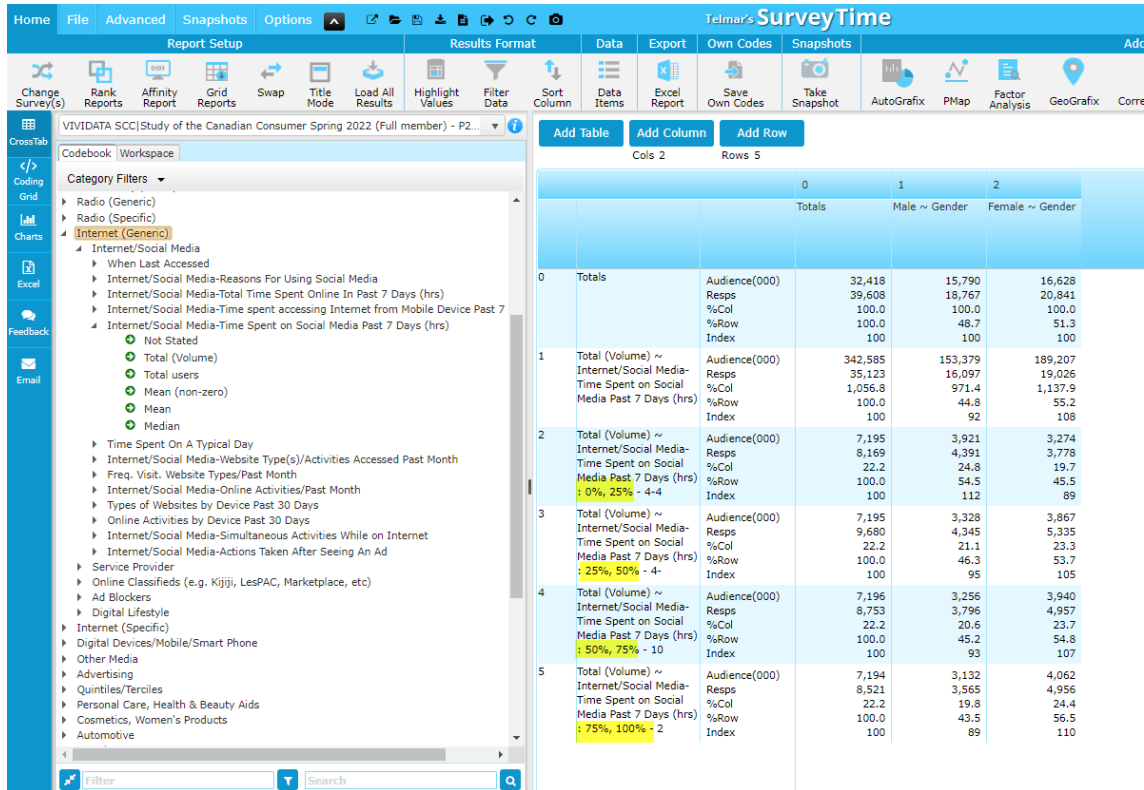 Home File Advanced Snapshots Options Telmar's SurveyTime
Report Setup Results Format Data Export Own Codes Snapshots Add
Change Survey(s) Rank Reports Affinity Report Grid Reports Swap Title Mode Load All Results Highlight Values Filter Data Sort Column Data Items Excel Report Save Own Codes Take Snapshot AutoGrafix PMap Factor Analysis GeoGrafix Corre
CrossTab
Coding Grid
Charts
Excel
Feedback
Email
VIVIDATA SCC|Study of the Canadian Consumer Spring 2022 (Full member) - P2...
Codebook Workspace
Category Filters
Radio (Generic)
Radio (Specific)
Internet (Generic)
Internet/Social Media
When Last Accessed
Internet/Social Media-Reasons For Using Social Media
Internet/Social Media-Total Time Spent Online In Past 7 Days (hrs)
Internet/Social Media-Time spent accessing Internet from Mobile Device Past 7
Internet/Social Media-Time Spent on Social Media Past 7 Days (hrs)
Not Stated
Total (Volume)
Total users
Mean (non-zero)
Mean
Median
Time Spent On A Typical Day
Internet/Social Media-Website Type(s)/Activities Accessed Past Month
Freq. Visit. Website Types/Past Month
Internet/Social Media-Online Activities/Past Month
Types of Websites by Device Past 30 Days
Online Activities by Device Past 30 Days
Internet/Social Media-Simultaneous Activities While on Internet
Internet/Social Media-Actions Taken After Seeing An Ad
Service Provider
Online Classifieds (e.g. Kijiji, LesPAC, Marketplace, etc)
Ad Blockers
Digital Lifestyle
Internet (Specific)
Digital Devices/Mobile/Smart Phone
Other Media
Advertising
Quintiles/Terciles
Personal Care, Health & Beauty Aids
Cosmetics, Women's Products
Automotive
Filter Search
Add Table Add Column Add Row
Cols 2 Rows 5
0 1 2
Totals Male ~ Gender Female ~ Gender
0 Totals Audience(000) 32,418 15,790 16,628
Resps 39,608 18,767 20,841
%Col 100.0 100.0 100.0
%Row 100.0 48.7 51.3
Index 100 100 100
1 Total (Volume) ~ Audience(000) 342,585 153,379 189,207
Internet/Social Media- Resps 35,123 16,097 19,026
Time Spent on Social %Col 1,056.8 971.4 1,137.9
Media Past 7 Days (hrs) %Row 100.0 44.8 55.2
Index 100 92 108
2 Total (Volume) ~ Audience(000) 7,195 3,921 3,274
Internet/Social Media- Resps 8,169 4,391 3,778
Time Spent on Social %Col 22.2 24.8 19.7
Media Past 7 Days (hrs) %Row 100.0 54.5 45.5
: 0%, 25% - 4-4 Index 100 112 89
3 Total (Volume) ~ Audience(000) 7,195 3,328 3,867
Internet/Social Media- Resps 9,680 4,345 5,335
Time Spent on Social %Col 22.2 21.1 23.3
Media Past 7 Days (hrs) %Row 100.0 46.3 53.7
: 25%, 50% - 4- Index 100 95 105
4 Total (Volume) ~ Audience(000) 7,196 3,256 3,940
Internet/Social Media- Resps 8,753 3,796 4,957
Time Spent on Social %Col 22.2 20.6 23.7
Media Past 7 Days (hrs) %Row 100.0 45.2 54.8
: 50%, 75% - 10 Index 100 93 107
5 Total (Volume) ~ Audience(000) 7,194 3,132 4,062
Internet/Social Media- Resps 8,521 3,565 4,956
Time Spent on Social %Col 22.2 19.8 24.4
Media Past 7 Days (hrs) %Row 100.0 43.5 56.5
: 75%, 100% - 2 Index 100 89 110